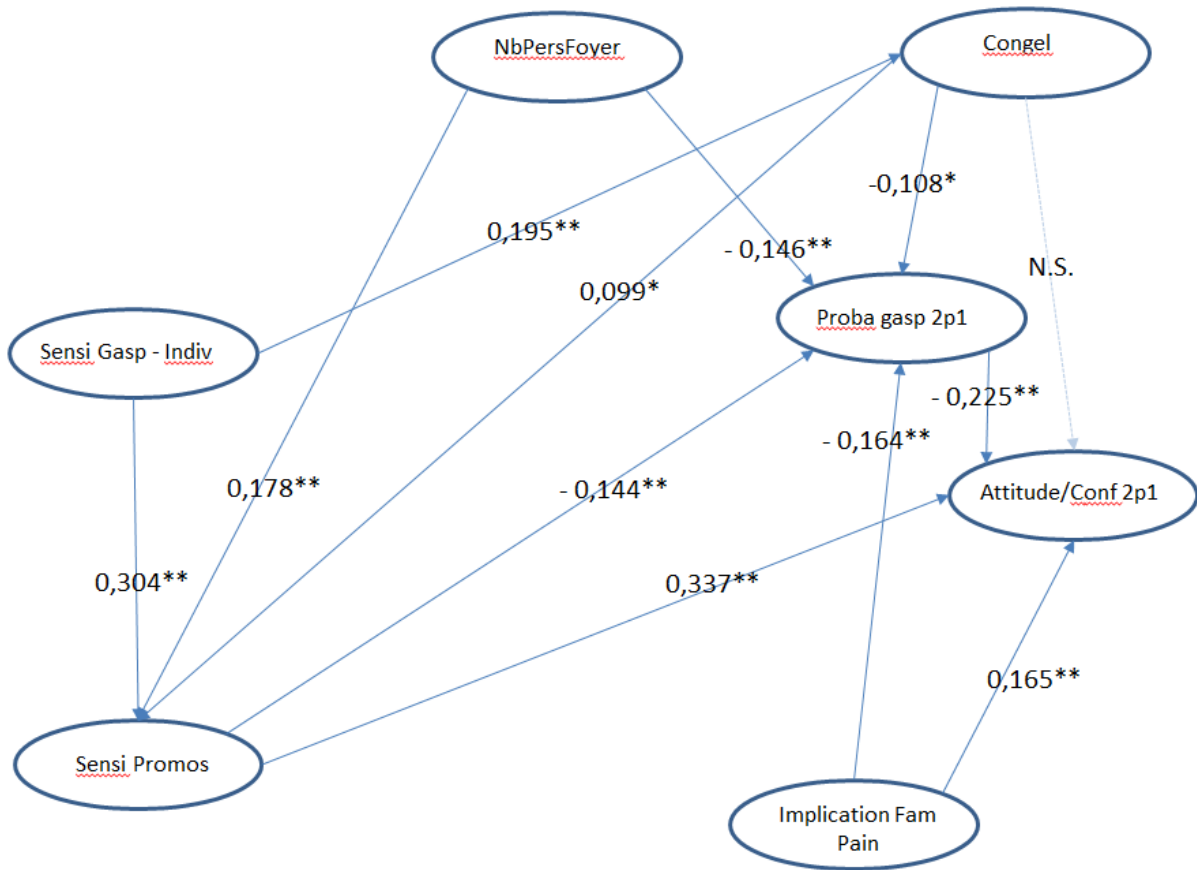 NbPersFoyer
Congel
-0,108*
0,195**
- 0,146**
N.S.
0,099*
Proba gasp 2p1
Sensi Gasp - Indiv
- 0,225**
- 0,164**
0,178**
- 0,144**
Attitude/Conf 2p1
0,304**
0,337**
0,165**
Sensi Promos
Implication Fam
Pain